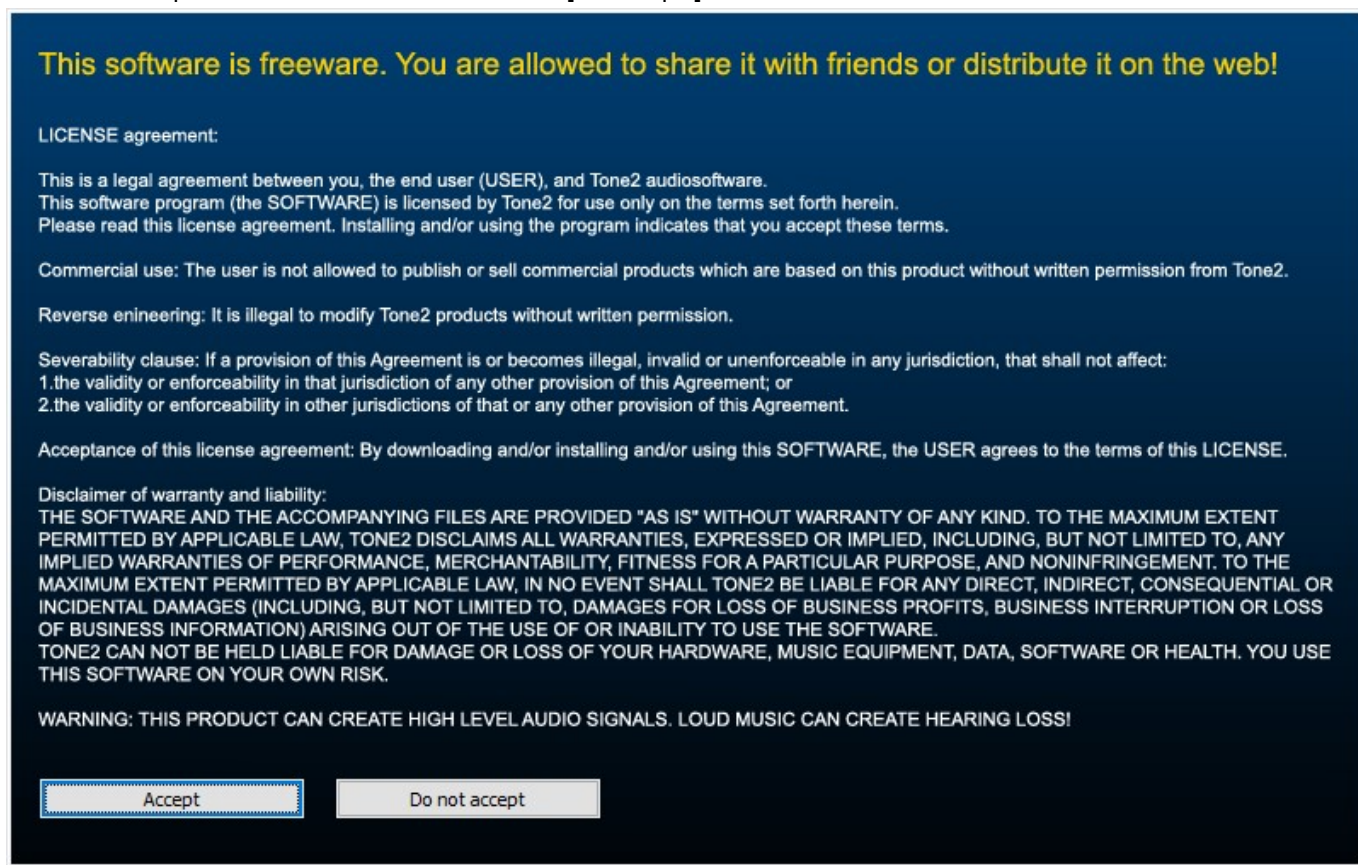 This software is freeware. You are allowed to share it with friends or distribute it on the web!
LICENSE agreement:
This is a legal agreement between you, the end user (USER), and Tone2 audiosoftware.
This software program (the SOFTWARE) is licensed by Tone2 for use only on the terms set forth herein.
Please read this license agreement. Installing and/or using the program indicates that you accept these terms.
Commercial use: The user is not allowed to publish or sell commercial products which are based on this product without written permission from Tone2.
Reverse enineering: It is illegal to modify Tone2 products without written permission.
Severability clause: If a provision of this Agreement is or becomes illegal, invalid or unenforceable in any jurisdiction, that shall not affect:
1.the validity or enforceability in that jurisdiction of any other provision of this Agreement; or
2.the validity or enforceability in other jurisdictions of that or any other provision of this Agreement.
Acceptance of this license agreement: By downloading and/or installing and/or using this SOFTWARE, the USER agrees to the terms of this LICENSE.
Disclaimer of warranty and liability:
THE SOFTWARE AND THE ACCOMPANYING FILES ARE PROVIDED "AS IS" WITHOUT WARRANTY OF ANY KIND. TO THE MAXIMUM EXTENT
PERMITTED BY APPLICABLE LAW, TONE2 DISCLAIMS ALL WARRANTIES, EXPRESSED OR IMPLIED, INCLUDING, BUT NOT LIMITED TO, ANY
IMPLIED WARRANTIES OF PERFORMANCE, MERCHANTABILITY, FITNESS FOR A PARTICULAR PURPOSE, AND NONINFRINGEMENT. TO THE
MAXIMUM EXTENT PERMITTED BY APPLICABLE LAW, IN NO EVENT SHALL TONE2 BE LIABLE FOR ANY DIRECT, INDIRECT, CONSEQUENTIAL OR
INCIDENTAL DAMAGES (INCLUDING, BUT NOT LIMITED TO, DAMAGES FOR LOSS OF BUSINESS PROFITS, BUSINESS INTERRUPTION OR LOSS
OF BUSINESS INFORMATION) ARISING OUT OF THE USE OF OR INABILITY TO USE THE SOFTWARE.
TONE2 CAN NOT BE HELD LIABLE FOR DAMAGE OR LOSS OF YOUR HARDWARE, MUSIC EQUIPMENT, DATA, SOFTWARE OR HEALTH. YOU USE
THIS SOFTWARE ON YOUR OWN RISK.
WARNING: THIS PRODUCT CAN CREATE HIGH LEVEL AUDIO SIGNALS. LOUD MUSIC CAN CREATE HEARING LOSS!
Accept
Do not accept